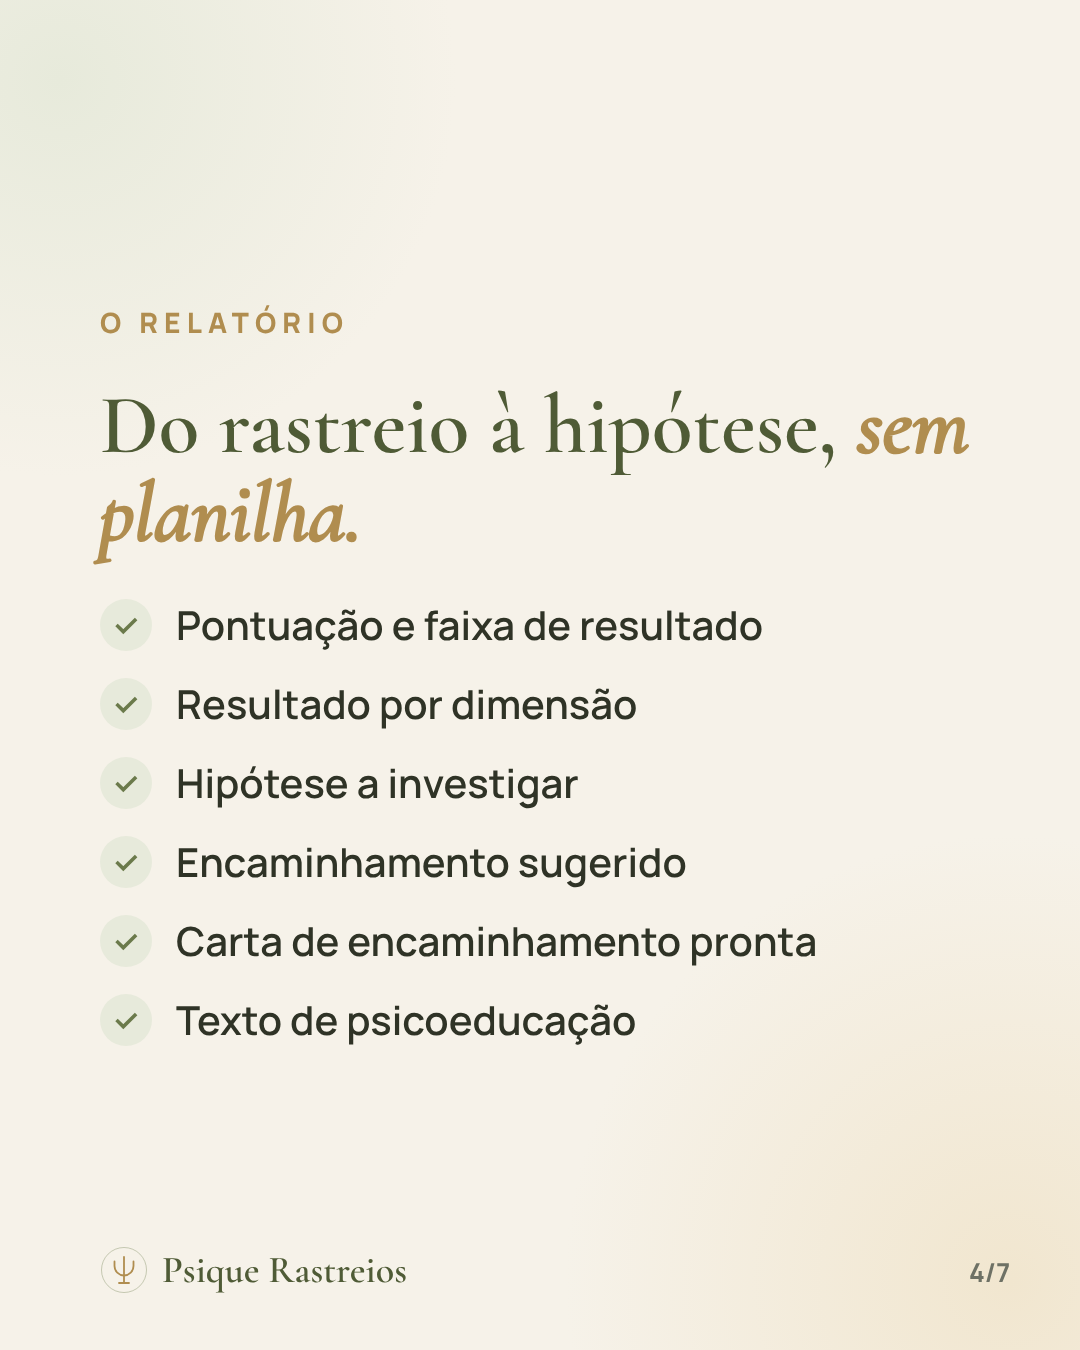 O RELATÓRIO
Do rastreio à hipótese, sem
planilha.
Pontuação e faixa de resultado
Resultado por dimensão
Hipótese a investigar
Encaminhamento sugerido
Carta de encaminhamento pronta
Texto de psicoeducação
Psique Rastreios
4/7